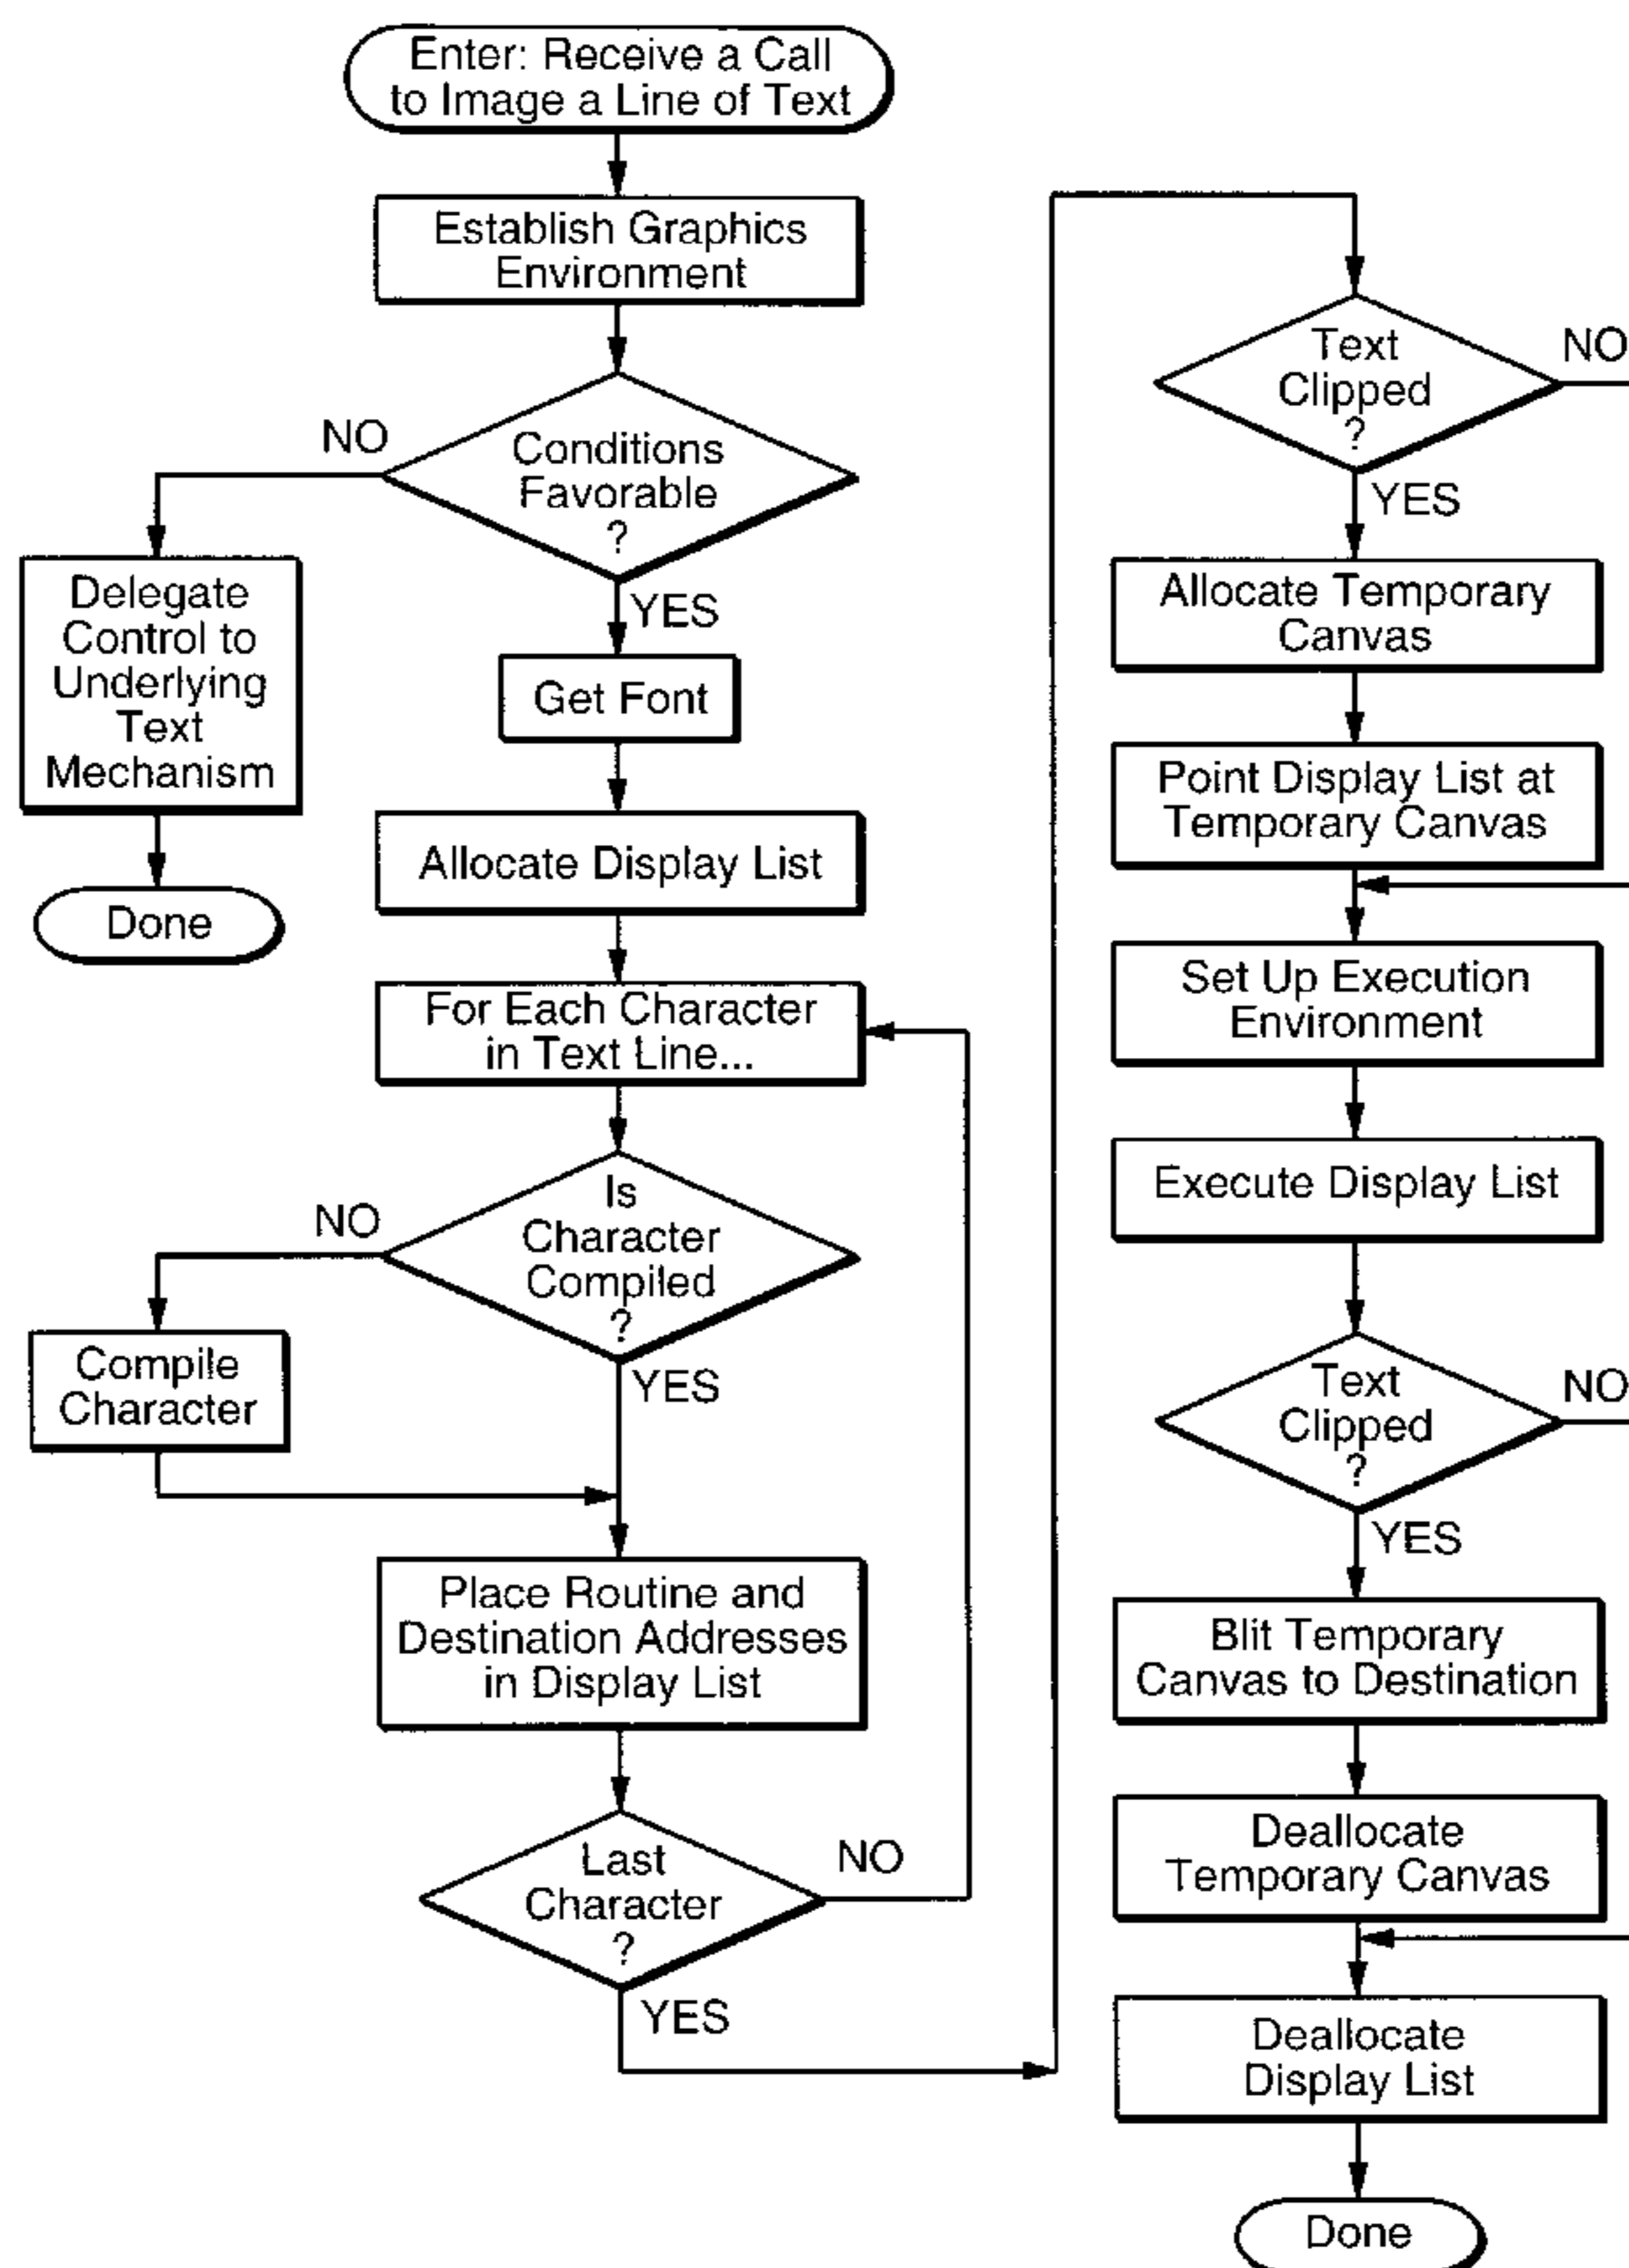 Enter: Receive a Call
to Image a Line of Text
Establish Graphics
Environment
Conditions
Favorable
?
NO
YES
Delegate
Control to
Underlying
Text
Mechanism
Done
Get Font
Allocate Display List
For Each Character
in Text Line...
Is
Character
Compiled
?
NO
YES
Compile
Character
Place Routine and
Destination Addresses
in Display List
Last
Character
?
NO
YES
Text
Clipped
?
NO
YES
Allocate Temporary
Canvas
Point Display List at
Temporary Canvas
Set Up Execution
Environment
Execute Display List
Text
Clipped
?
NO
YES
Blit Temporary
Canvas to Destination
Deallocate
Temporary Canvas
Deallocate
Display List
Done